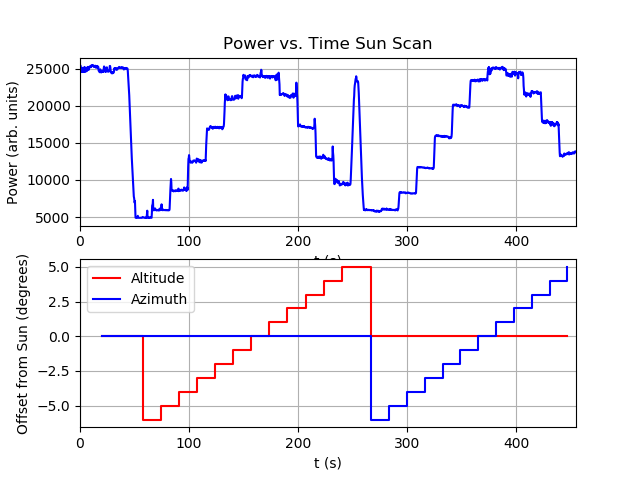 Power vs. Time Sun Scan
Power (arb. units)
25000
20000
15000
10000
5000
0 100 200 300 400
t (s)
Offset from Sun (degrees)
5.0
2.5
0.0
−2.5
−5.0
Altitude
Azimuth
0 100 200 300 400
t (s)